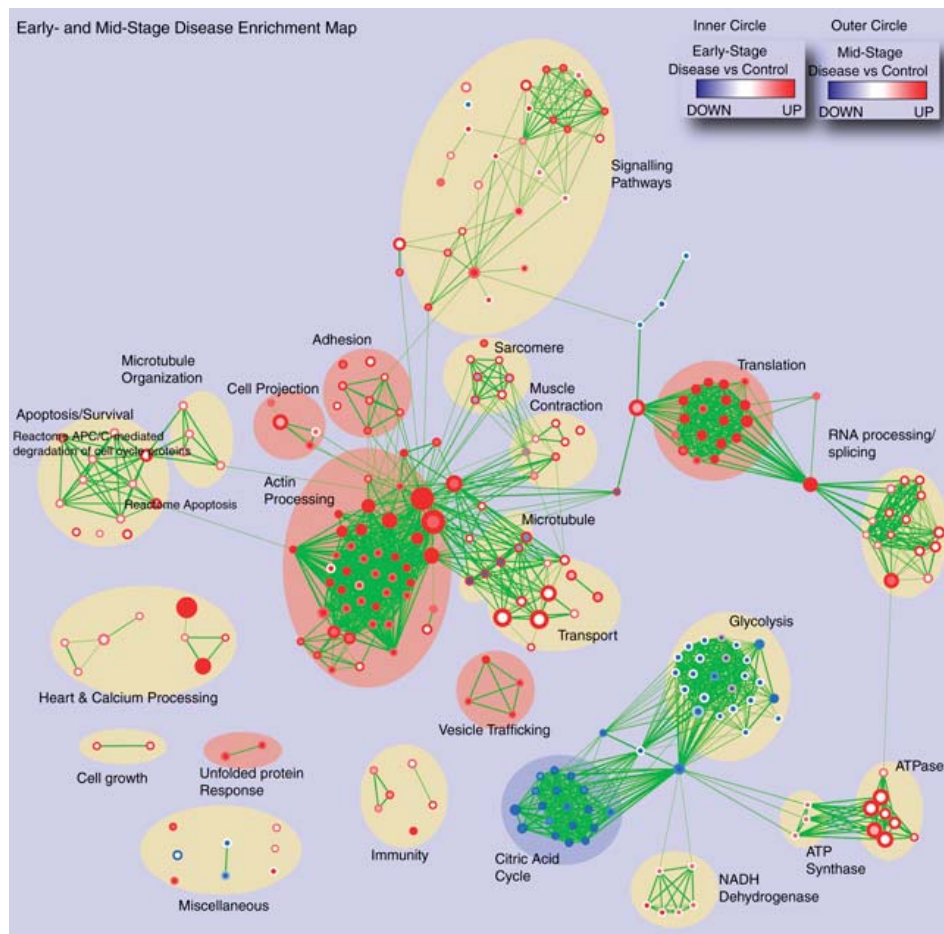 Early- and Mid-Stage Disease Enrichment Map
Inner Circle
Outer Circle
Early-Stage
Disease vs Control
DOWN UP
Mid-Stage
Disease vs Control
DOWN UP
Signalling
Pathways
Adhesion
Sarcomere
Translation
Microtubule
Organization
Cell Projection
Muscle
Contraction
Apoptosis/Survival
Reactome APC/C mediated
degradation of cell cycle proteins
RNA processing/
splicing
Actin
Processing
Reactome Apoptosis
Microtubule
Transport
Glycolysis
Heart & Calcium Processing
Vesicle Trafficking
Cell growth
Unfolded protein
Response
ATPase
Immunity
Citric Acid
Cycle
ATP
Synthase
NADH
Dehydrogenase
Miscellaneous